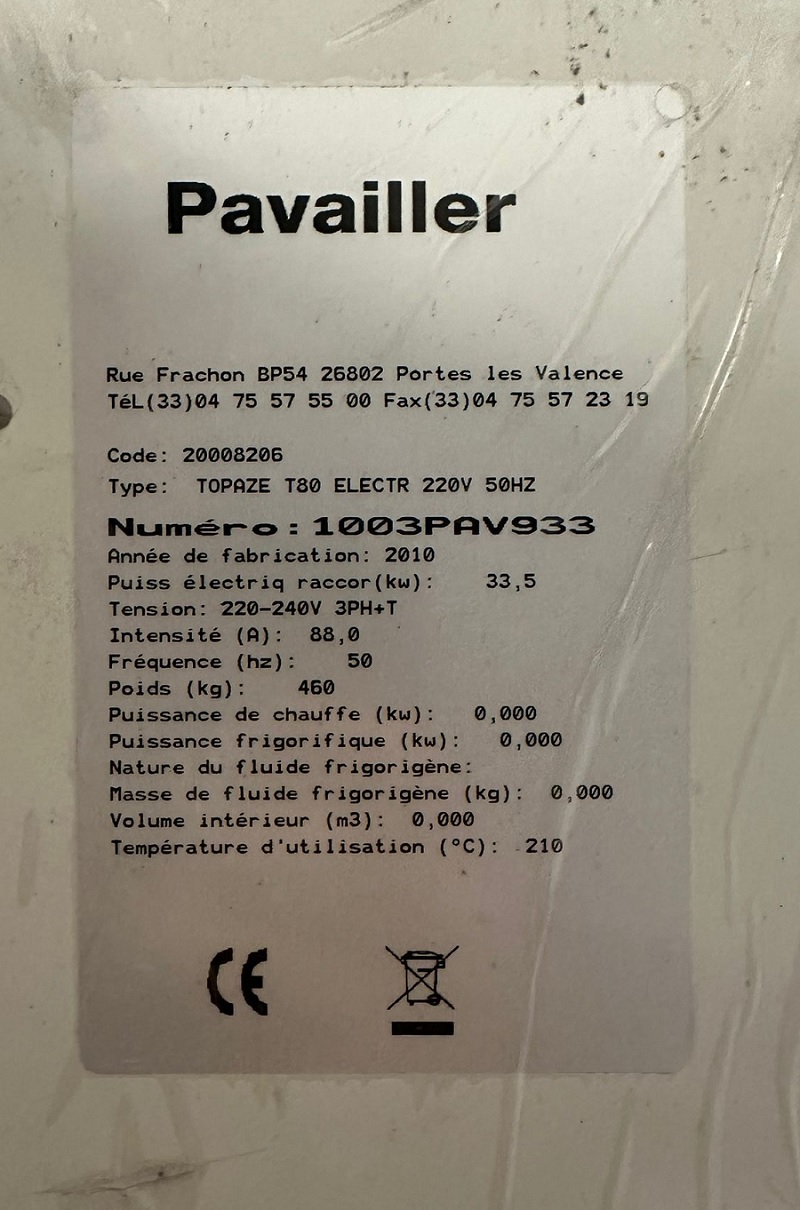 Pavailler
Rue Frachon BP54 26802 Portes les Valence
TéL(33)04 75 57 55 00 Fax(33)04 75 57 23 19
Code: 20008206
Type: TOPAZE T80 ELECTR 220V 50HZ
Numéro: 1003PAV933
Année de fabrication: 2010
Puiss électriq raccor(kw): 33,5
Tension: 220-240V 3PH+T
Intensité (A): 88,0
Fréquence (hz): 50
Poids (kg): 460
Puissance de chauffe (kw): 0,000
Puissance frigorifique (kw): 0,000
Nature du fluide frigorigène:
Masse de fluide frigorigène (kg): 0,000
Volume intérieur (m3): 0,000
Température d'utilisation (°C): 210
CE